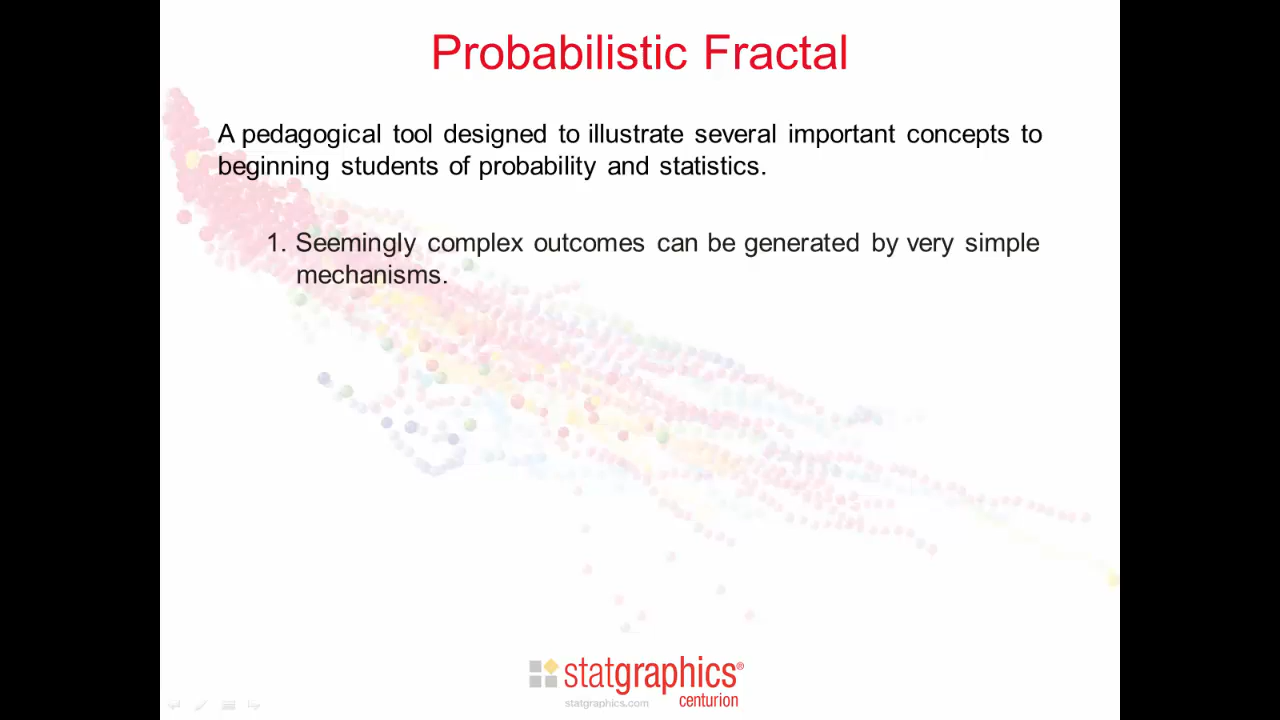 Probabilistic Fractal
A pedagogical tool designed to illustrate several important concepts to
beginning students of probability and statistics.
1. Seemingly complex outcomes can be generated by very simple
mechanisms.
statgraphics®
statgraphics.com
centurion